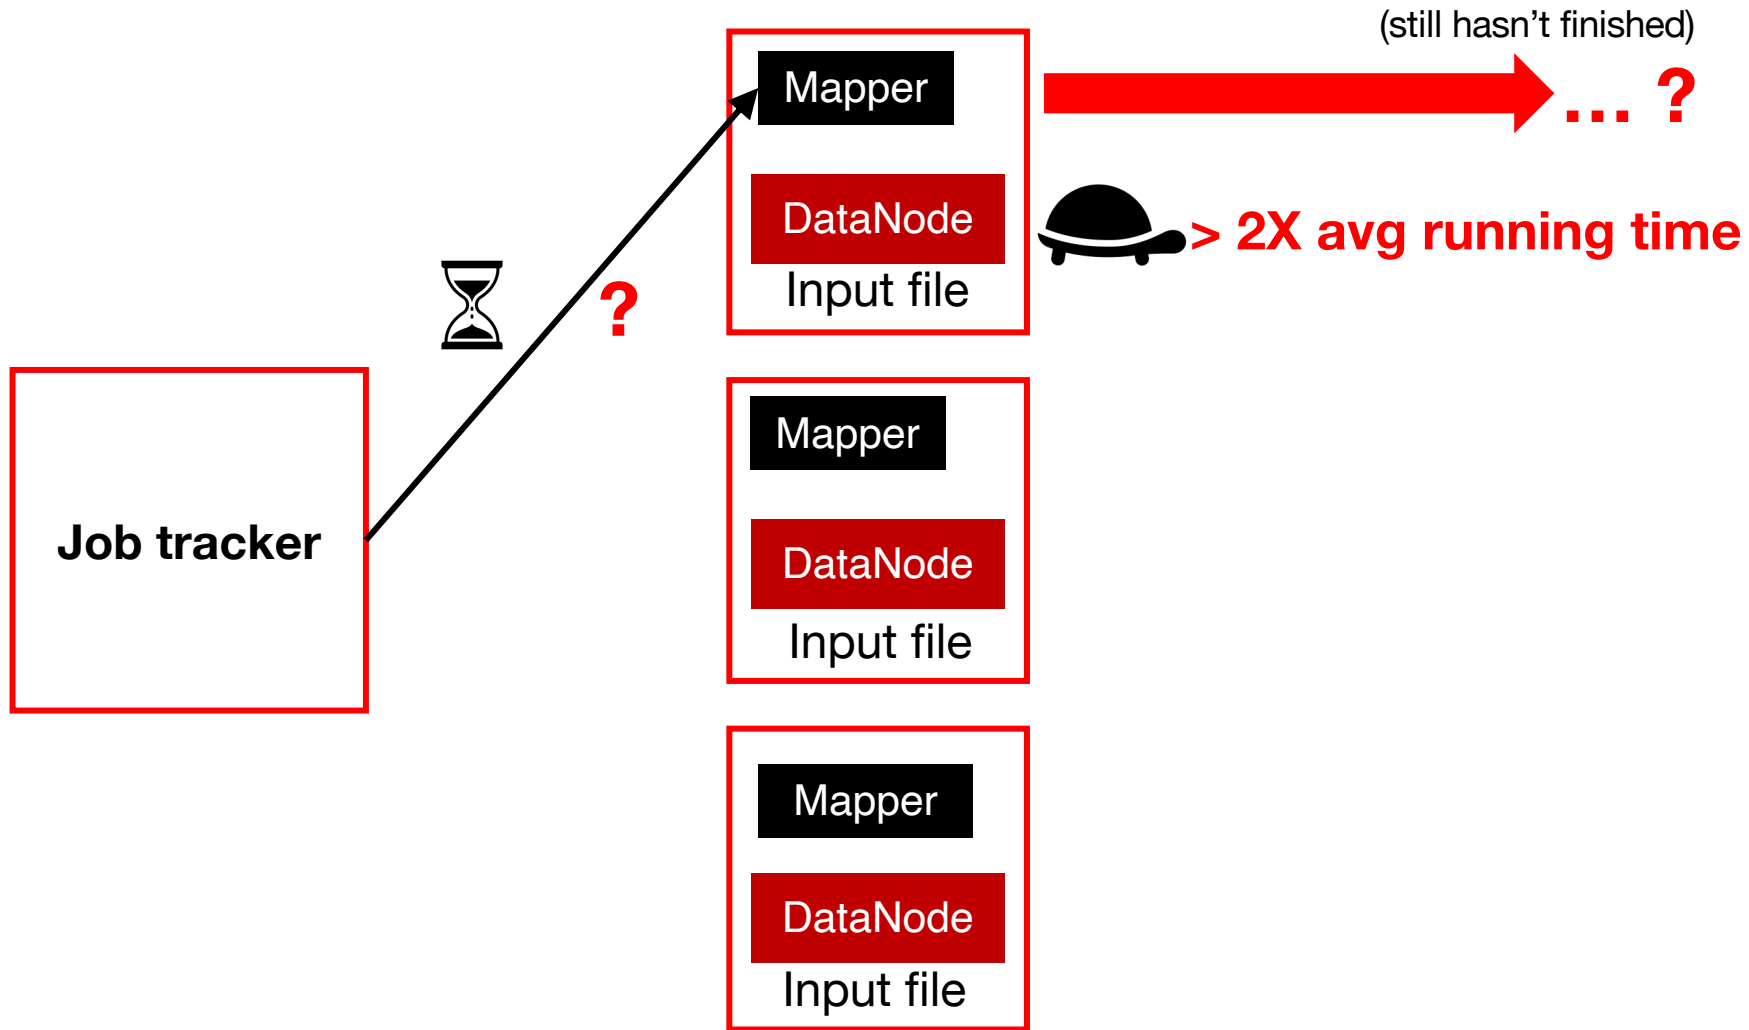 (still hasn't finished)
Mapper
... ?
DataNode
> 2X avg running time
Input file
?
Mapper
Job tracker
DataNode
Input file
Mapper
DataNode
Input file